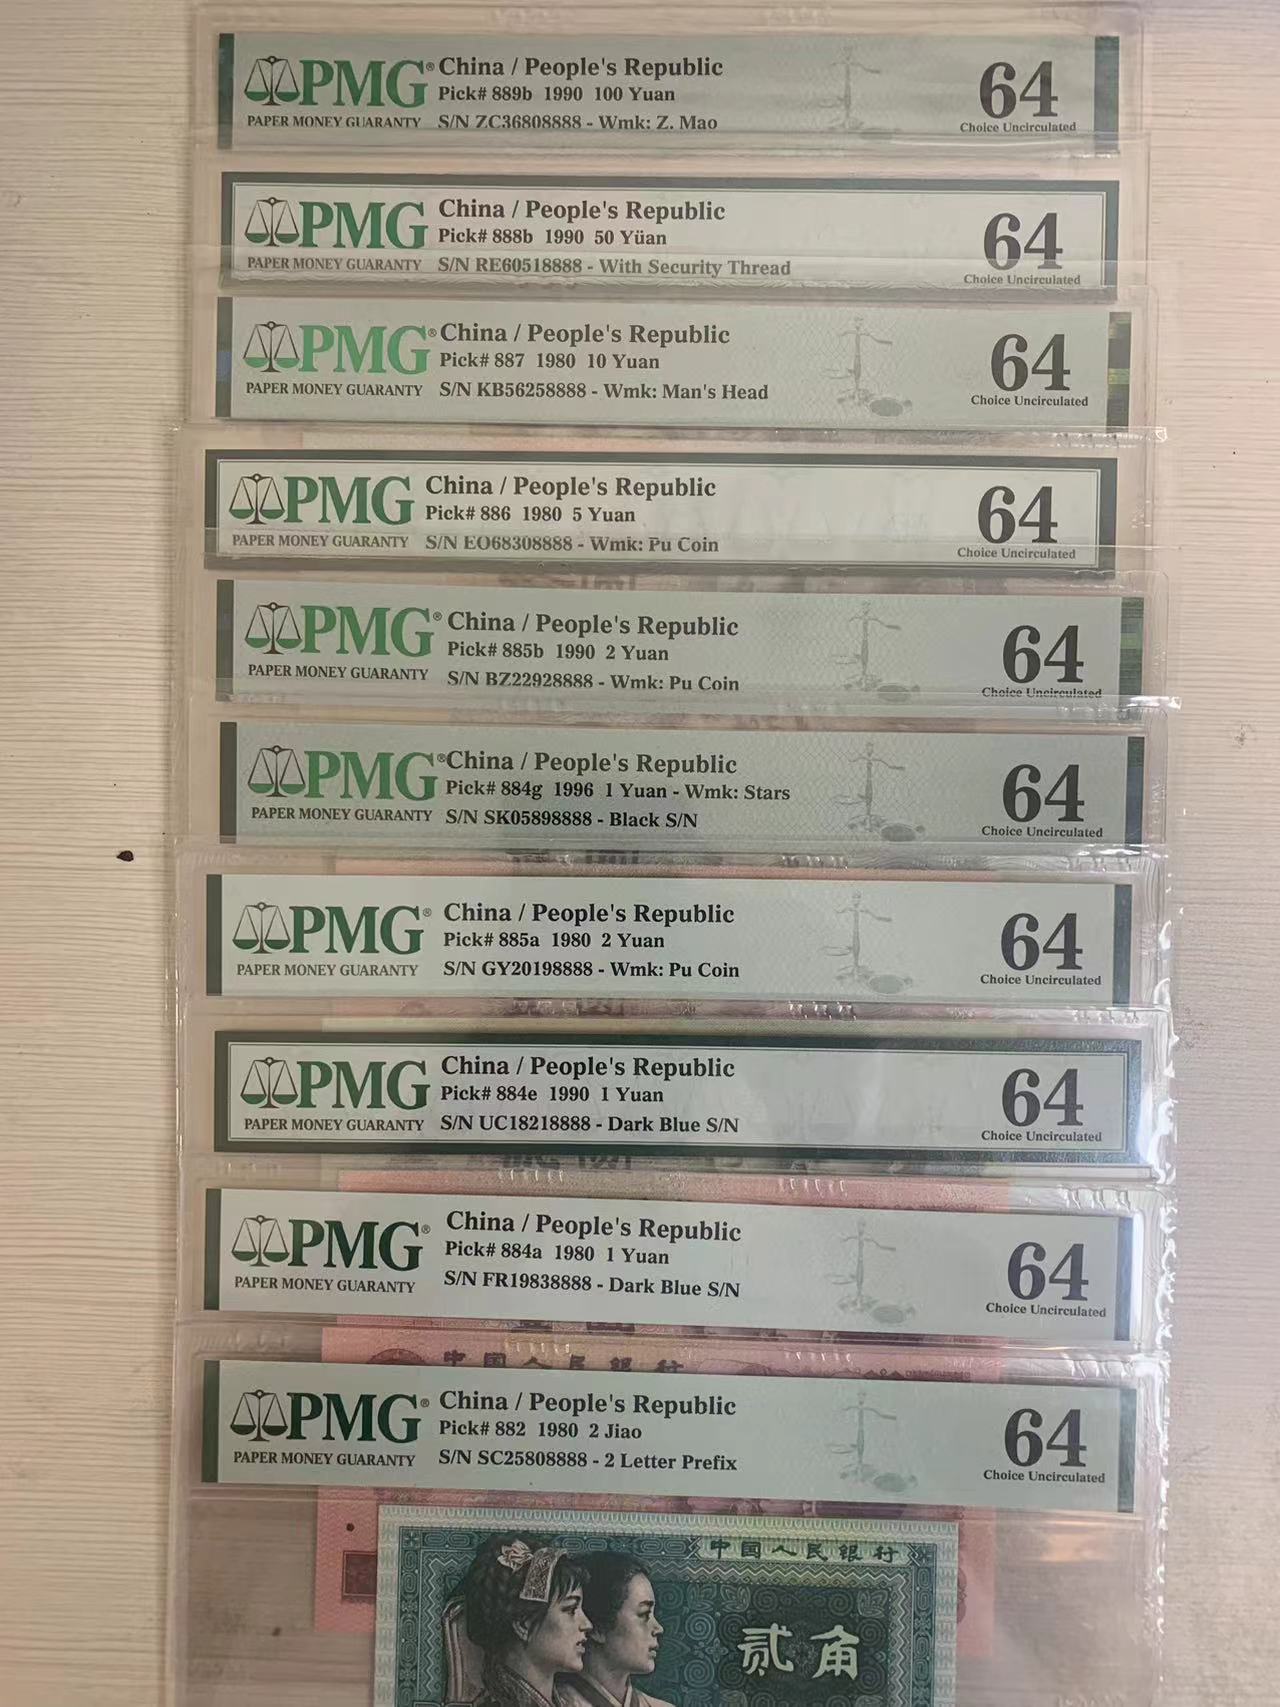 PMG® China / People's Republic 64
Pick# 889b 1990 100 Yuan
PAPER MONEY GUARANTY S/N ZC36808888 - Wmk: Z. Mao Choice Uncirculated
PMG China / People's Republic 64
Pick# 888b 1990 50 Yüan
PAPER MONEY GUARANTY S/N RE60518888 - With Security Thread Choice Uncirculated
PMG® China / People's Republic 64
Pick# 887 1980 10 Yuan
PAPER MONEY GUARANTY S/N KB56258888 - Wmk: Man's Head Choice Uncirculated
PMG China / People's Republic 64
Pick# 886 1980 5 Yuan
PAPER MONEY GUARANTY S/N EO68308888 - Wmk: Pu Coin Choice Uncirculated
PMG® China / People's Republic 64
Pick# 885b 1990 2 Yuan
PAPER MONEY GUARANTY S/N BZ22928888 - Wmk: Pu Coin Choice Uncirculated
PMG® China / People's Republic 64
Pick# 884g 1996 1 Yuan - Wmk: Stars
PAPER MONEY GUARANTY S/N SK05898888 - Black S/N Choice Uncirculated
PMG® China / People's Republic 64
Pick# 885a 1980 2 Yuan
PAPER MONEY GUARANTY S/N GY20198888 - Wmk: Pu Coin Choice Uncirculated
PMG China / People's Republic 64
Pick# 884e 1990 1 Yuan
PAPER MONEY GUARANTY S/N UC18218888 - Dark Blue S/N Choice Uncirculated
PMG® China / People's Republic 64
Pick# 884a 1980 1 Yuan
PAPER MONEY GUARANTY S/N FR19838888 - Dark Blue S/N Choice Uncirculated
中国人民银行
PMG® China / People's Republic 64
Pick# 882 1980 2 Jiao
PAPER MONEY GUARANTY S/N SC25808888 - 2 Letter Prefix Choice Uncirculated
中国人民银行
贰角